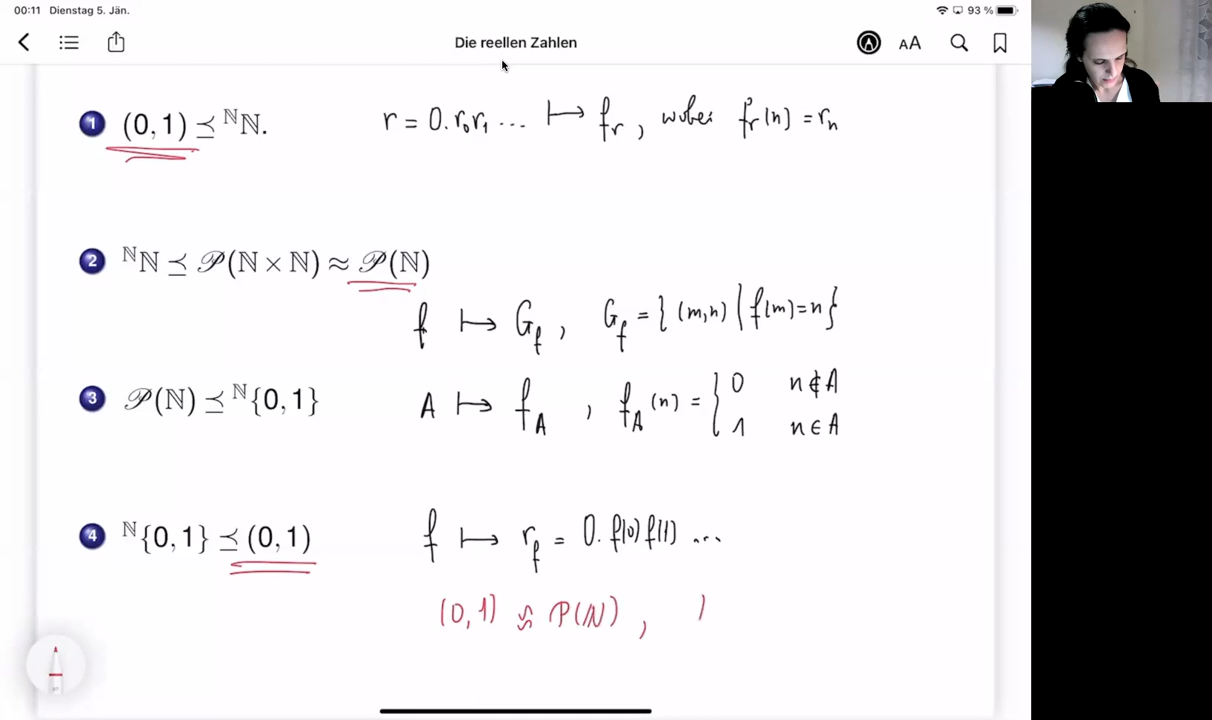 00:11 Dienstag 5. Jän. 93 %
Die reellen Zahlen
AA
1 (0, 1) ⪯ ᴺℕ. r = 0.r₀r₁ ... ↦ f_r, wobei f_r(n) = r_n
2 ᴺℕ ⪯ 𝒫(ℕ × ℕ) ≈ 𝒫(ℕ)
f ↦ G_f, G_f = {(m,n) | f(m)=n}
3 𝒫(ℕ) ⪯ ᴺ{0, 1} A ↦ f_A, f_A(n) = { 0 n∉A
1 n∈A
4 ᴺ{0, 1} ⪯ (0, 1) f ↦ r_f = 0.f(0)f(1) ...
(0,1) ≈ P(N),